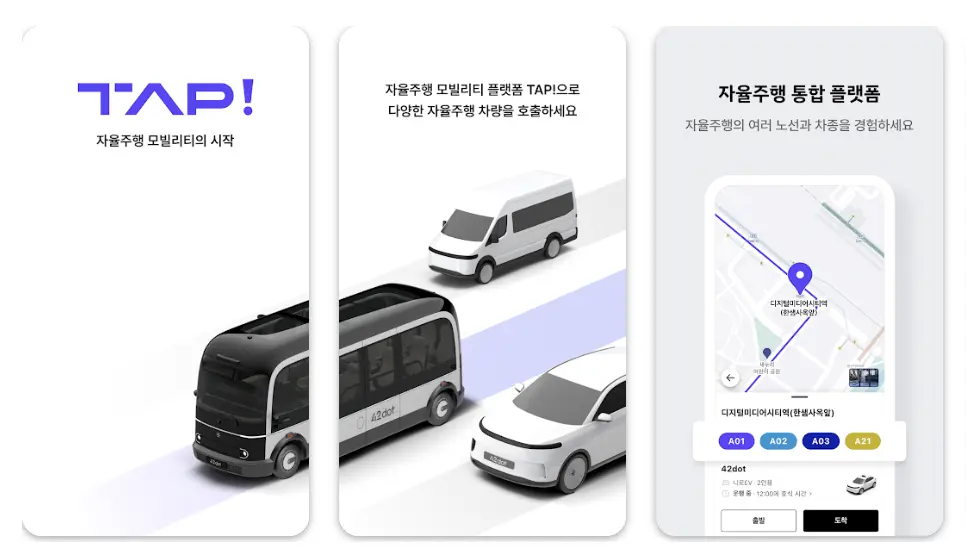 TAP!
자율주행 모빌리티의 시작
42dot
자율주행 모빌리티 플랫폼 TAP!으로
다양한 자율주행 차량을 호출하세요
42dot
42dot
자율주행 통합 플랫폼
자율주행의 여러 노선과 차종을 경험하세요
디지털미디어시티역
(한샘사옥앞)
디지털미디어시티역(한샘사옥앞)
A01 A02 A03 A21
42dot
니로EV · 2인용
운행 중 · 12:00에 휴식 시간 >
출발 도착